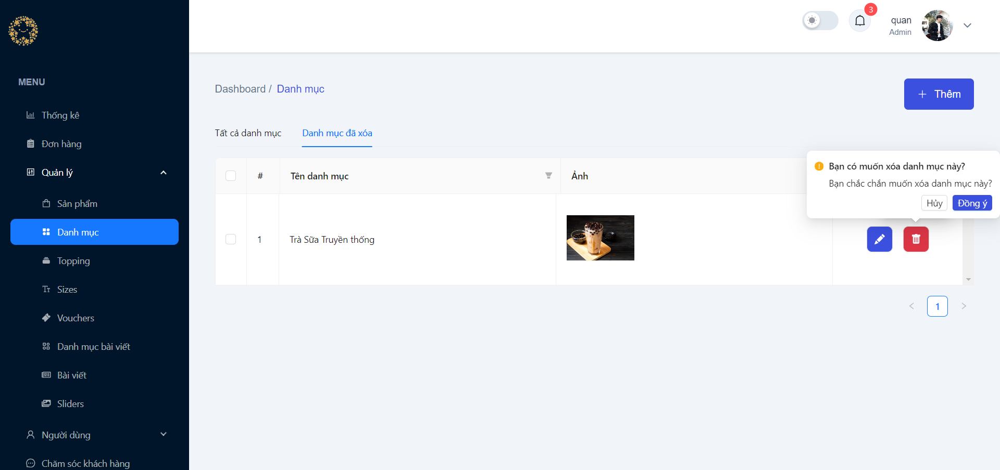 MENU
Thống kê
Đơn hàng
Quản lý
Sản phẩm
Danh mục
Topping
Sizes
Vouchers
Danh mục bài viết
Bài viết
Sliders
Người dùng
Chăm sóc khách hàng
3
quan
Admin
Dashboard / Danh mục
Thêm
Tất cả danh mục
Danh mục đã xóa
# Tên danh mục Ảnh
Bạn có muốn xóa danh mục này?
Bạn chắc chắn muốn xóa danh mục này?
Hủy Đồng ý
1 Trà Sữa Truyền thống
1